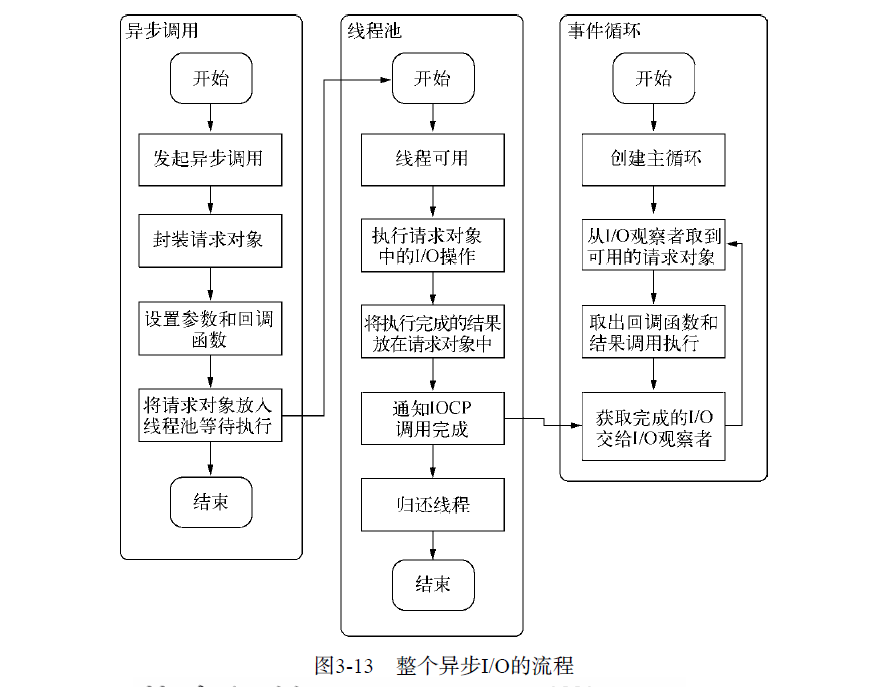 异步调用
开始
发起异步调用
封装请求对象
设置参数和回调
函数
将请求对象放入
线程池等待执行
结束
线程池
开始
线程可用
执行请求对象
中的I/O操作
将执行完成的结果
放在请求对象中
通知IOCP
调用完成
归还线程
结束
事件循环
开始
创建主循环
从I/O观察者取到
可用的请求对象
取出回调函数和
结果调用执行
获取完成的I/O
交给I/O观察者
图3-13 整个异步I/O的流程